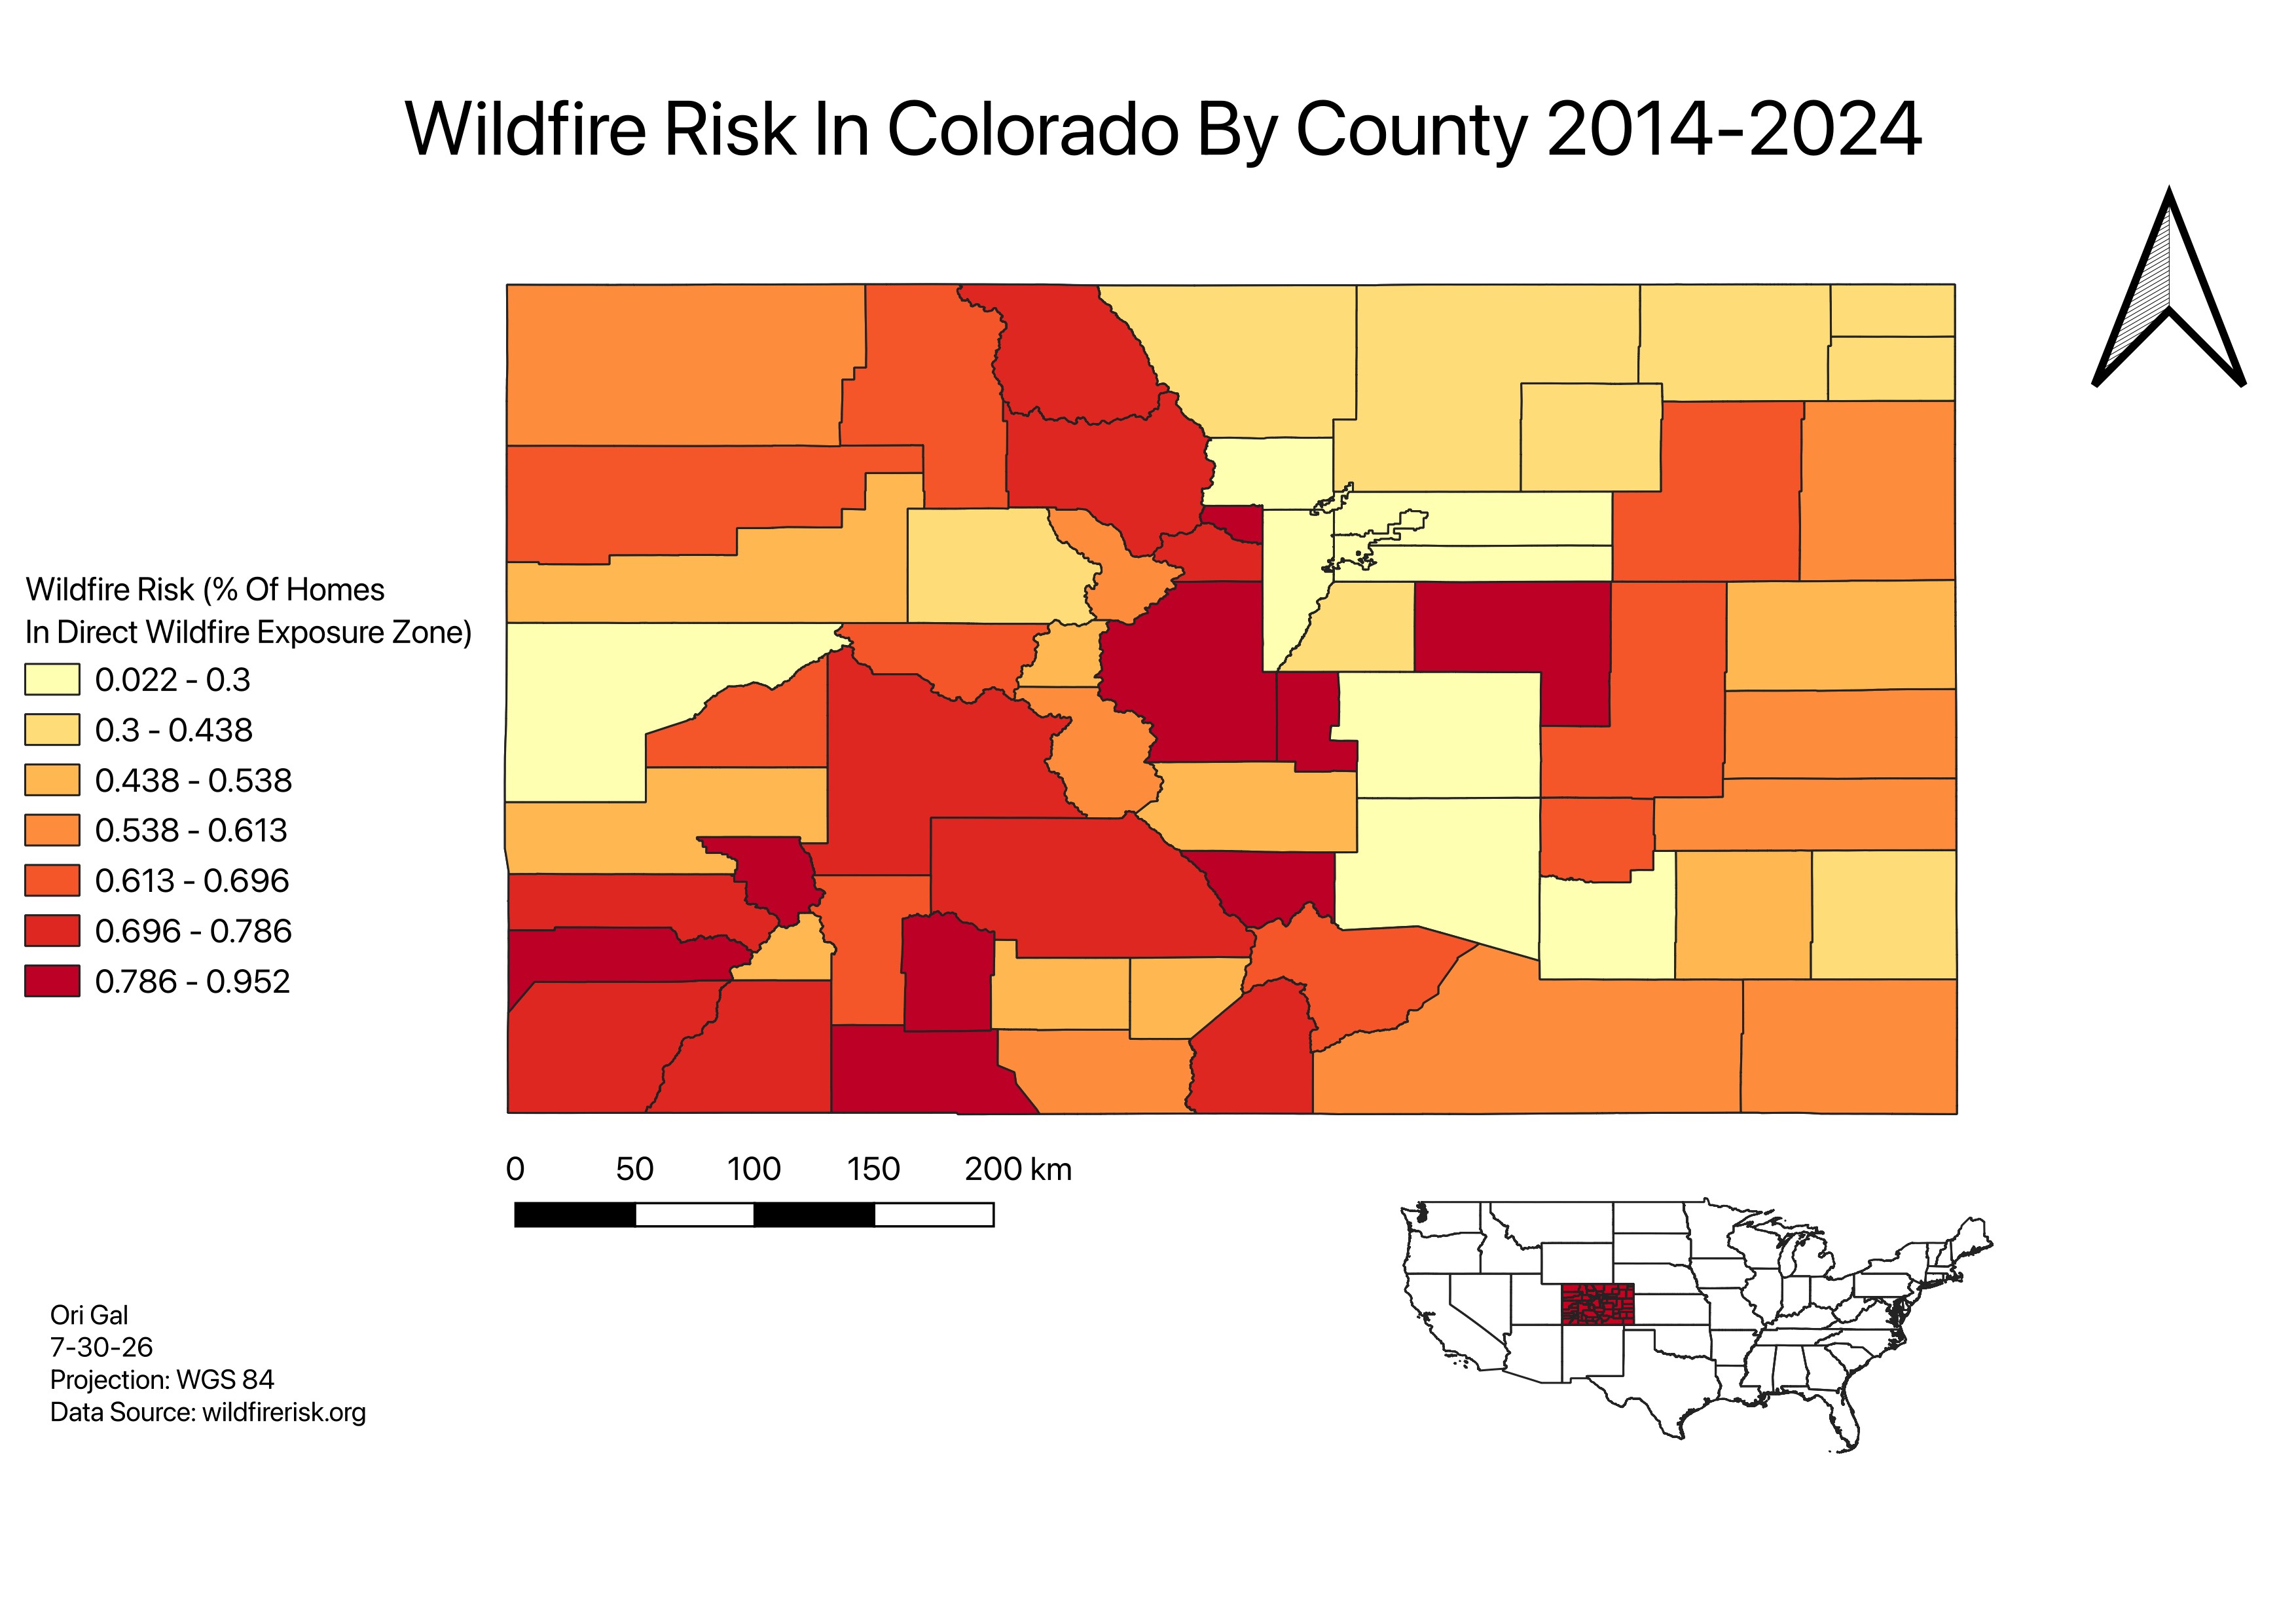 Wildfire Risk In Colorado By County 2014-2024
Wildfire Risk (% Of Homes
In Direct Wildfire Exposure Zone)
0.022 - 0.3
0.3 - 0.438
0.438 - 0.538
0.538 - 0.613
0.613 - 0.696
0.696 - 0.786
0.786 - 0.952
0 50 100 150 200 km
Ori Gal
7-30-26
Projection: WGS 84
Data Source: wildfirerisk.org